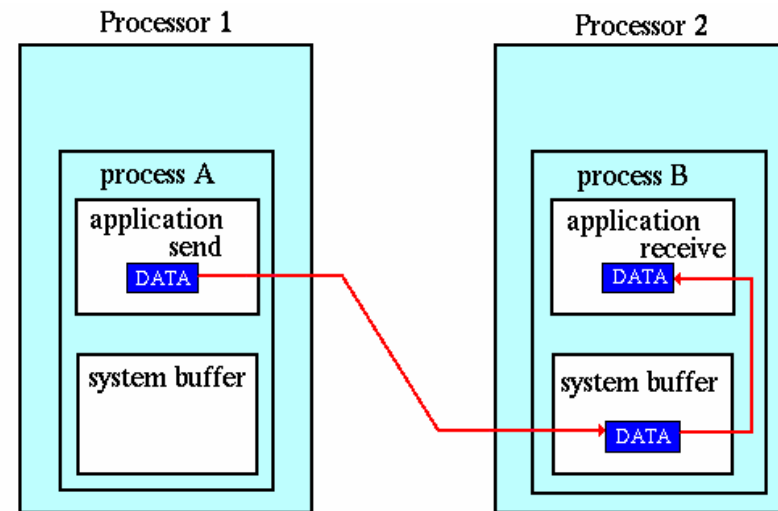 Processor 1
process A
application
send
DATA
system buffer
Processor 2
process B
application
receive
DATA
system buffer
DATA